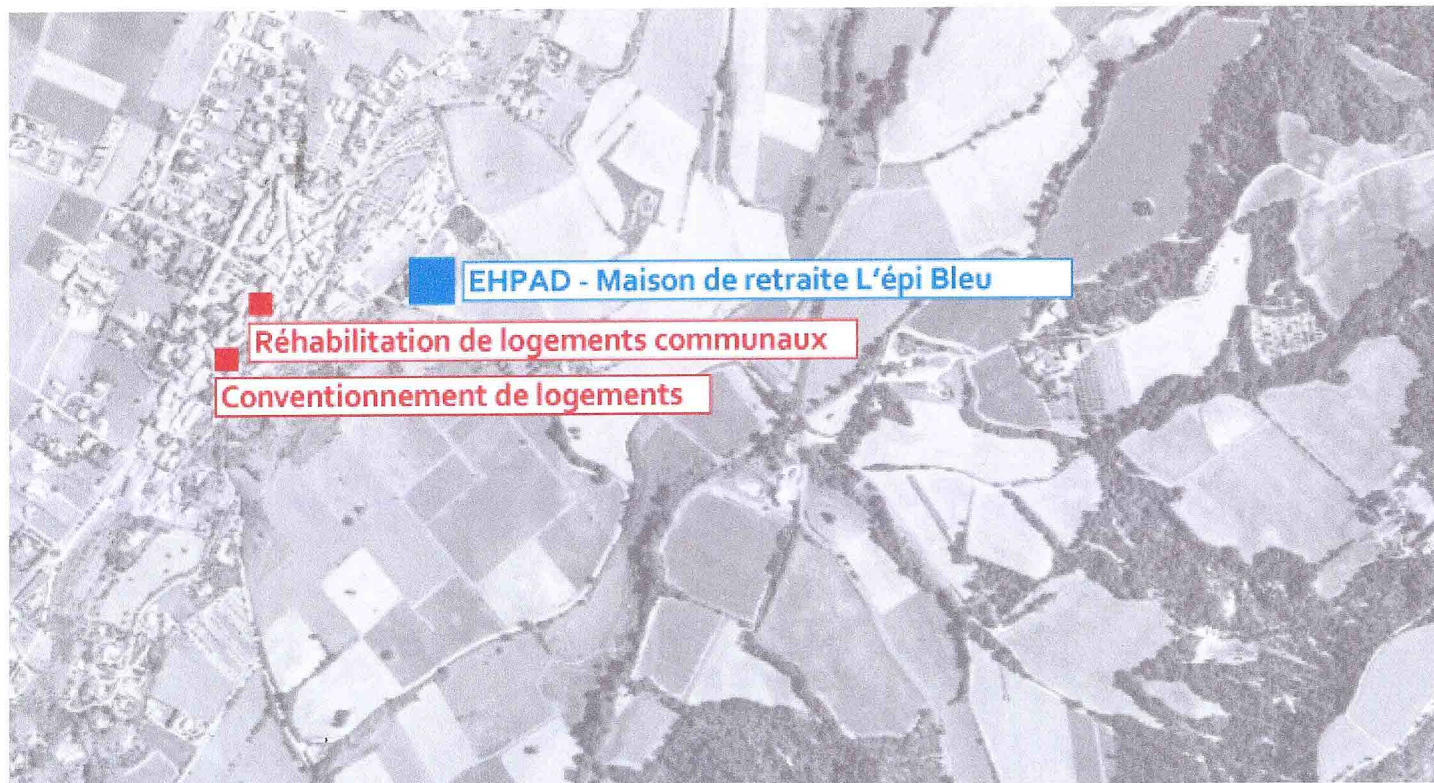 EHPAD - Maison de retraite L'épi Bleu
Réhabilitation de logements communaux
Conventionnement de logements